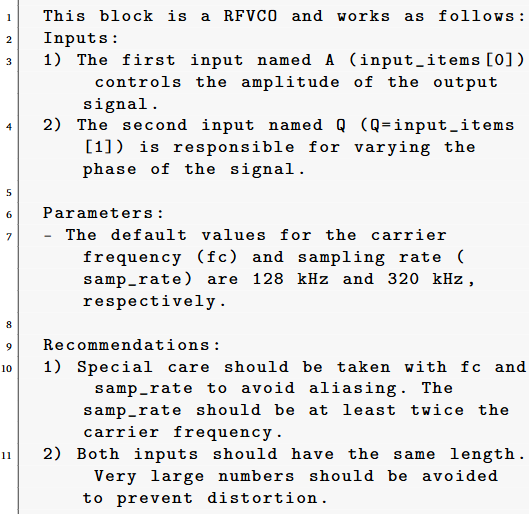 1 This block is a RFVCO and works as follows:
2 Inputs:
3 1) The first input named A (input_items[0])
controls the amplitude of the output
signal.
4 2) The second input named Q (Q=input_items
[1]) is responsible for varying the
phase of the signal.
5
6 Parameters:
7 - The default values for the carrier
frequency (fc) and sampling rate (
samp_rate) are 128 kHz and 320 kHz,
respectively.
8
9 Recommendations:
10 1) Special care should be taken with fc and
samp_rate to avoid aliasing. The
samp_rate should be at least twice the
carrier frequency.
11 2) Both inputs should have the same length.
Very large numbers should be avoided
to prevent distortion.